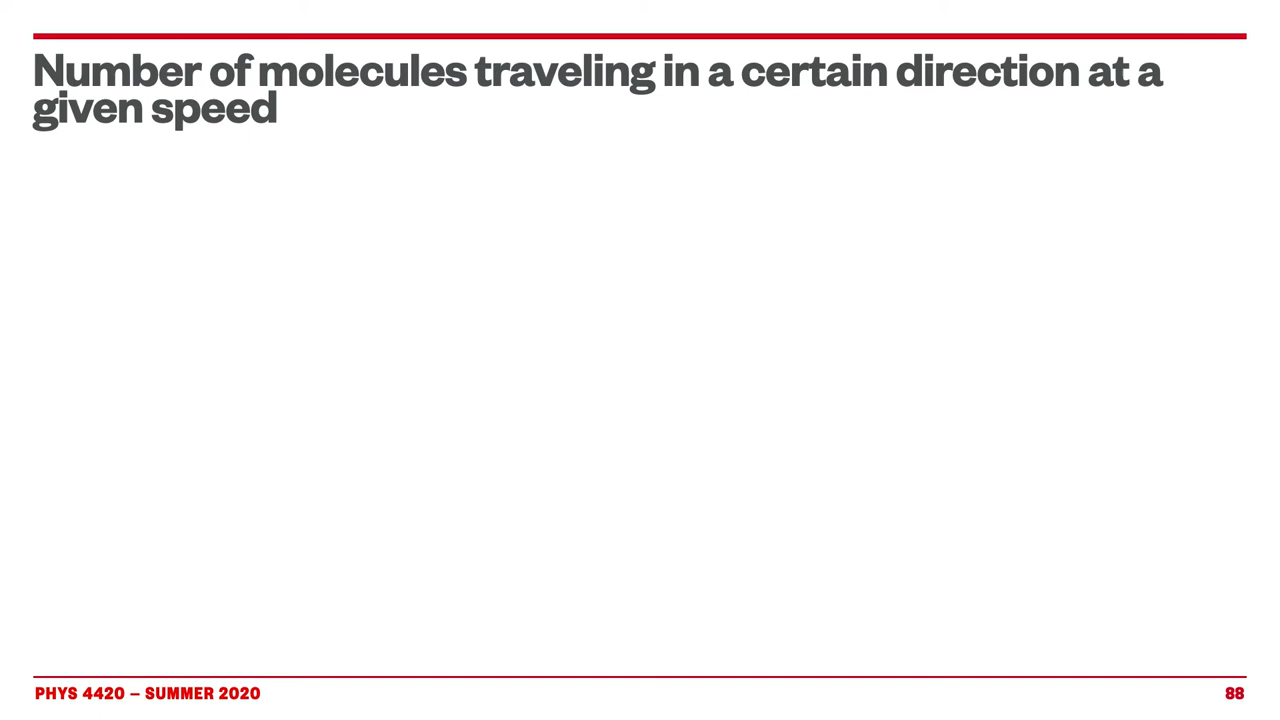 Number of molecules traveling in a certain direction at a
given speed
PHYS 4420 – SUMMER 2020
88